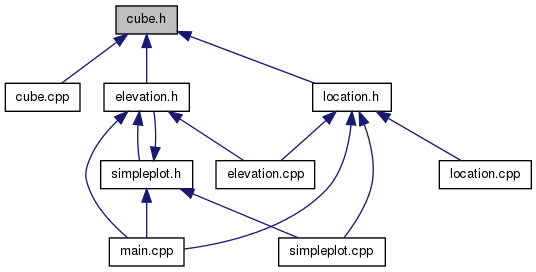 cube.h
cube.cpp
elevation.h
location.h
simpleplot.h
elevation.cpp
location.cpp
main.cpp
simpleplot.cpp